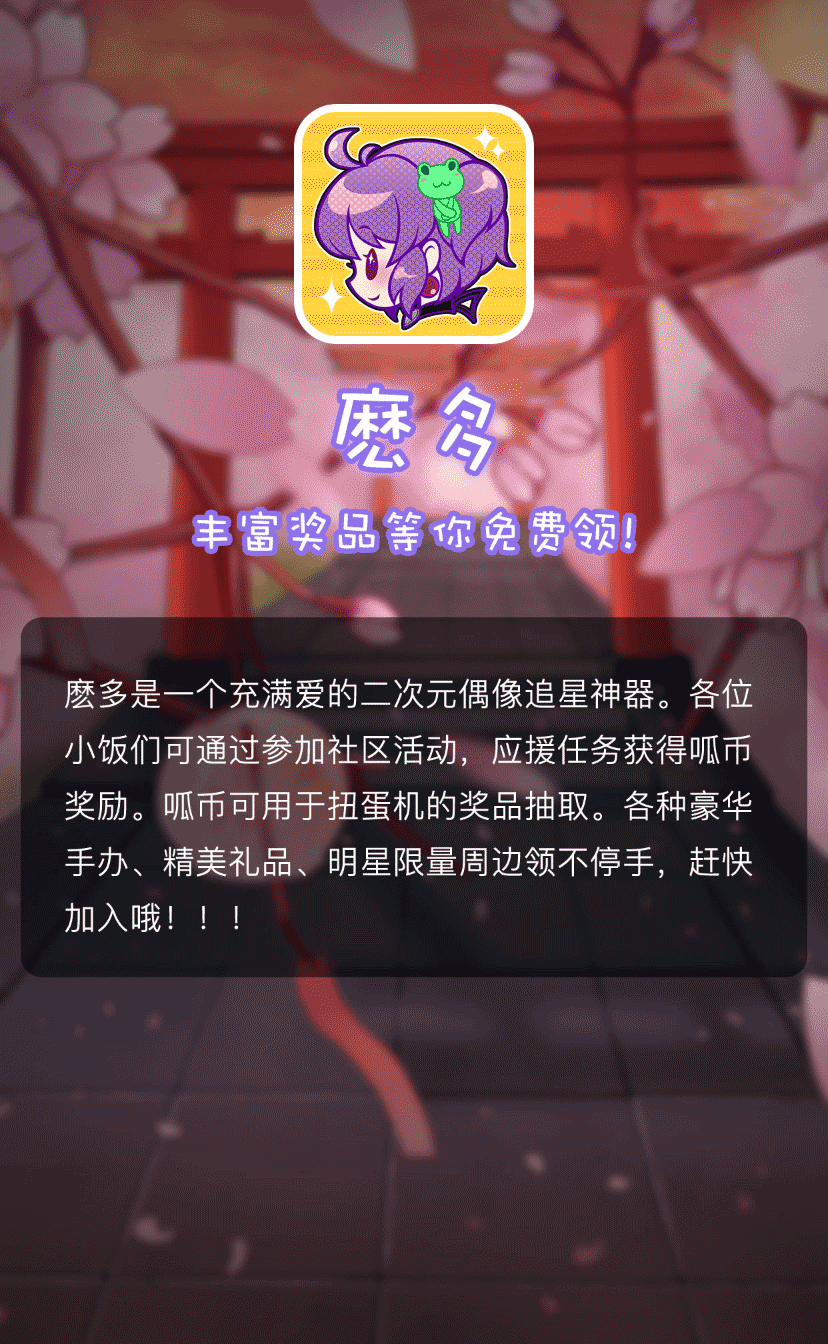 麽多
丰富奖品等你免费领!
麽多是一个充满爱的二次元偶像追星神器。各位
小饭们可通过参加社区活动，应援任务获得呱币
奖励。呱币可用于扭蛋机的奖品抽取。各种豪华
手办、精美礼品、明星限量周边领不停手，赶快
加入哦！！！